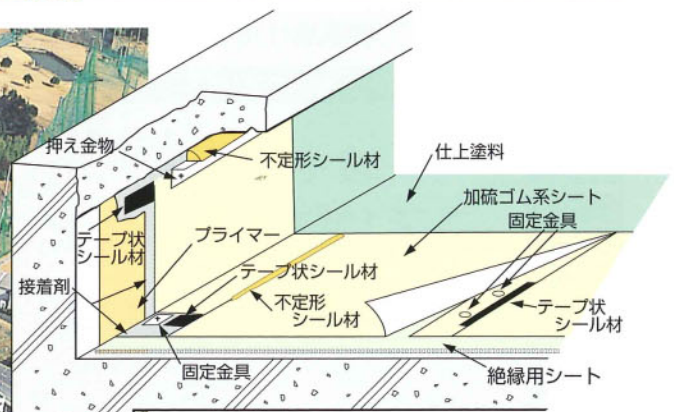 押え金物
不定形シール材
仕上塗料
加硫ゴム系シート
固定金具
テープ状
シール材
プライマー
テープ状シール材
接着剤
不定形
シール材
テープ状
シール材
固定金具
絶縁用シート